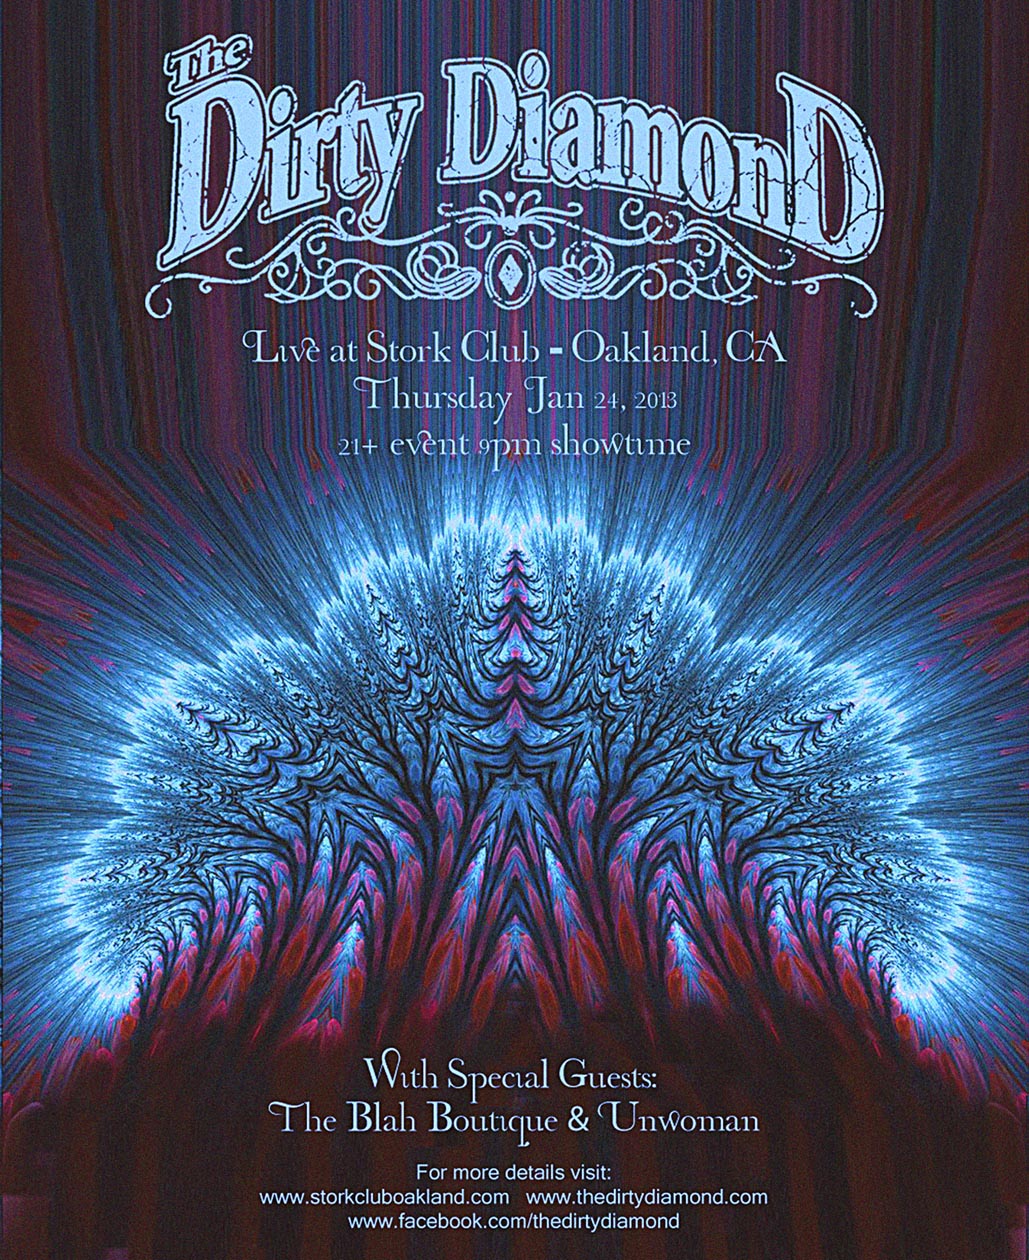 The
Dirty Diamond
Live at Stork Club - Oakland, CA
Thursday Jan 24, 2013
21+ event 9pm showtime
With Special Guests:
The Blah Boutique & Unwoman
For more details visit:
www.storkcluboakland.com www.thedirtydiamond.com
www.facebook.com/thedirtydiamond